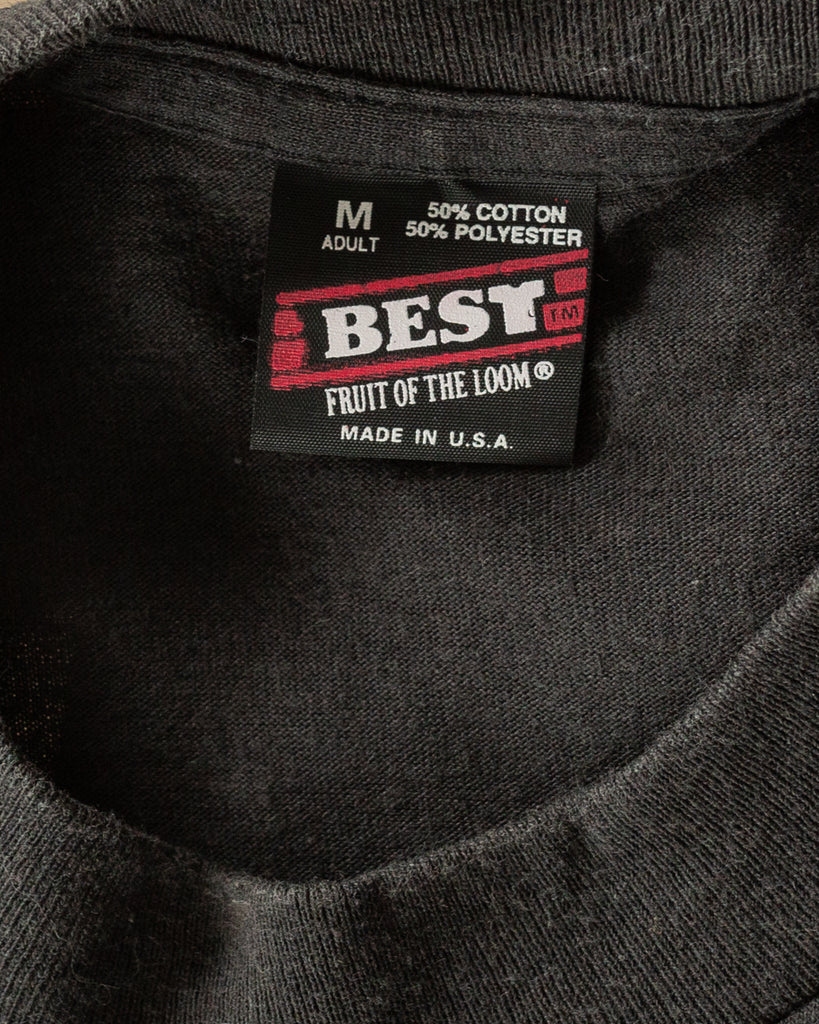 M
ADULT
50% COTTON
50% POLYESTER
BEST TM
FRUIT OF THE LOOM®
MADE IN U.S.A.